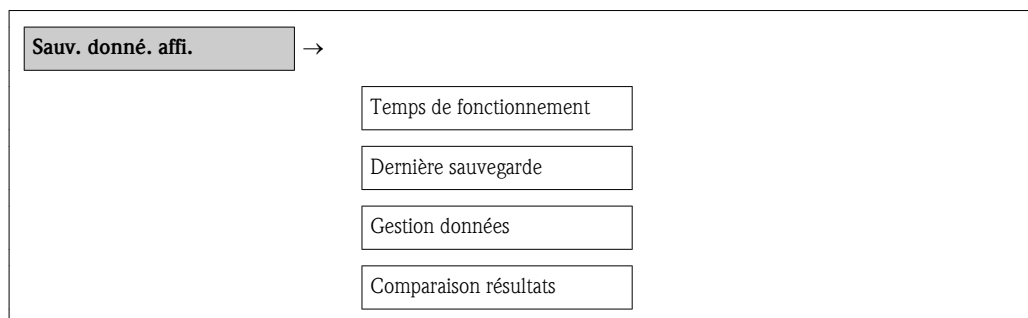 Sauv. donné. affi. →
Temps de fonctionnement
Dernière sauvegarde
Gestion données
Comparaison résultats